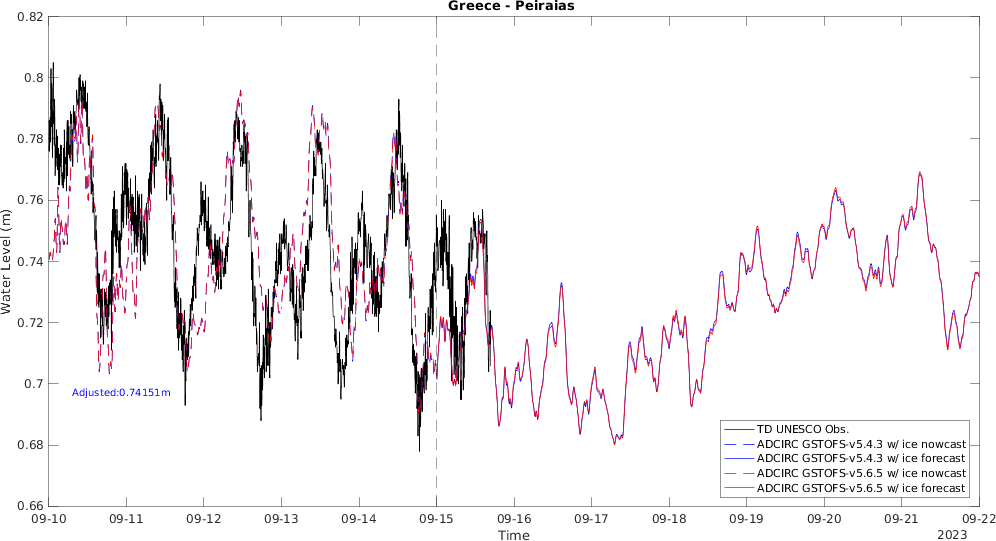 Greece - Peiraias
0.82
0.8
0.78
0.76
0.74
0.72
0.7
0.68
0.66
Water Level (m)
Adjusted:0.74151m
TD UNESCO Obs.
ADCIRC GSTOFS-v5.4.3 w/ ice nowcast
ADCIRC GSTOFS-v5.4.3 w/ ice forecast
ADCIRC GSTOFS-v5.6.5 w/ ice nowcast
ADCIRC GSTOFS-v5.6.5 w/ ice forecast
09-10 09-11 09-12 09-13 09-14 09-15 09-16 09-17 09-18 09-19 09-20 09-21 09-22
Time
2023